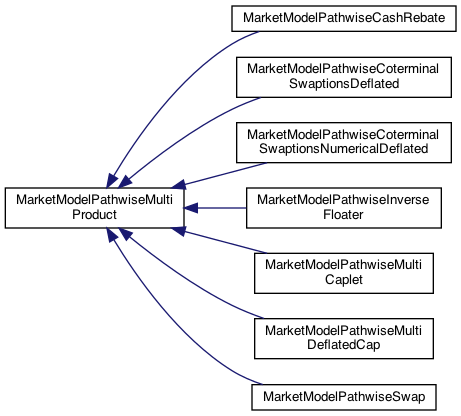 MarketModelPathwiseCashRebate
MarketModelPathwiseCoterminal
SwaptionsDeflated
MarketModelPathwiseCoterminal
SwaptionsNumericalDeflated
MarketModelPathwiseMulti
Product
MarketModelPathwiseInverse
Floater
MarketModelPathwiseMulti
Caplet
MarketModelPathwiseMulti
DeflatedCap
MarketModelPathwiseSwap